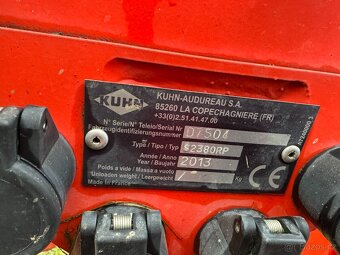 KUHN
KUHN-AUDUREAU S.A.
85260 LA COPECHAGNIERE (FR)
+33(0)2.51.41.47.00
N° Serie/N° Telaio/Serial Nr
Fahrzeugidentifizierungsnummer
D7504
Type / Tipo / Typ
S2380RP
Année / Anno
Year / Baujahr
2013
Poids a vide / Massa a vuoto
Unloaded weight / Leergewicht
Kg
Made in France
CE